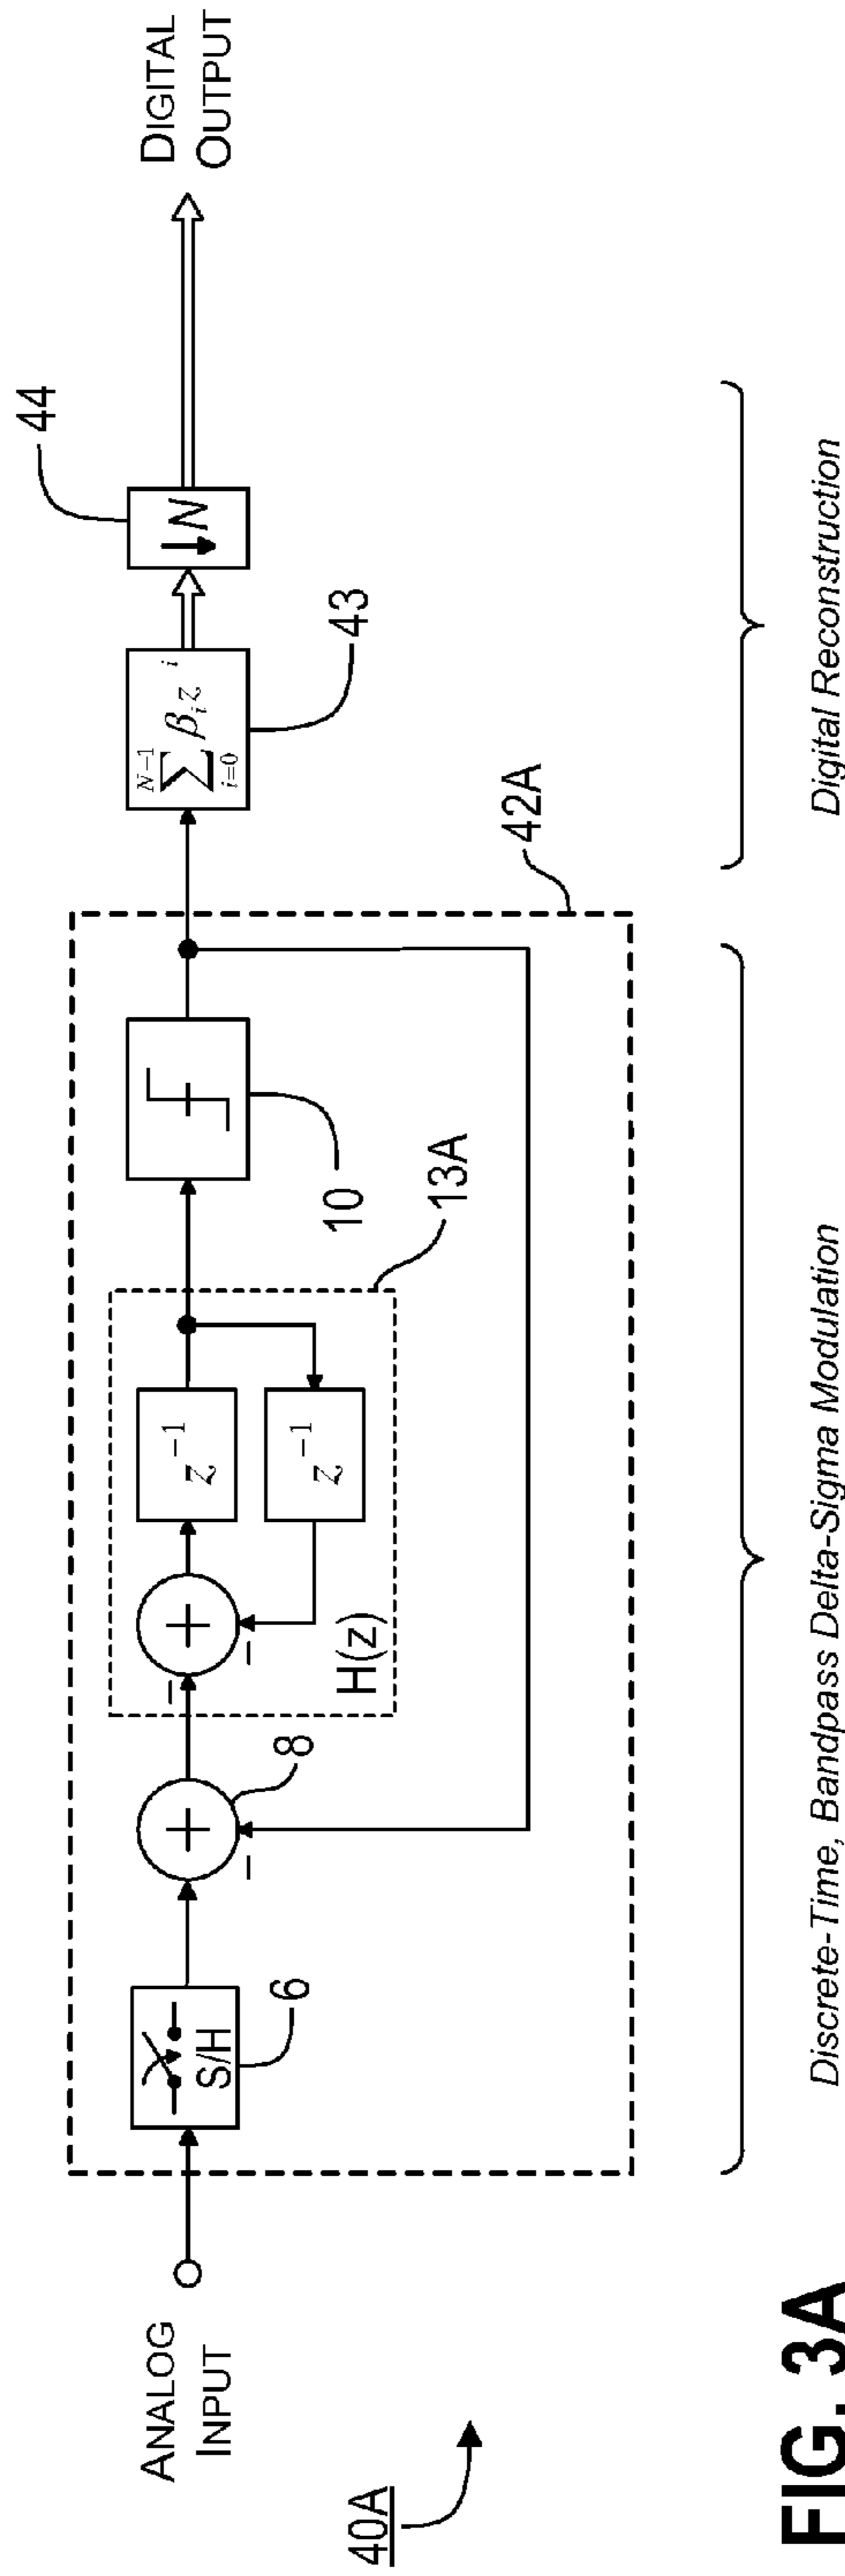 ANALOG
INPUT
S/H
6
+
−
8
−
+
−
H(z)
z⁻¹
z⁻¹
13A
10
42A
N−1
∑ βᵢ z ⁱ
i=0
43
↓N
44
DIGITAL
OUTPUT
40A
Discrete-Time, Bandpass Delta-Sigma Modulation
Digital Reconstruction
FIG. 3A